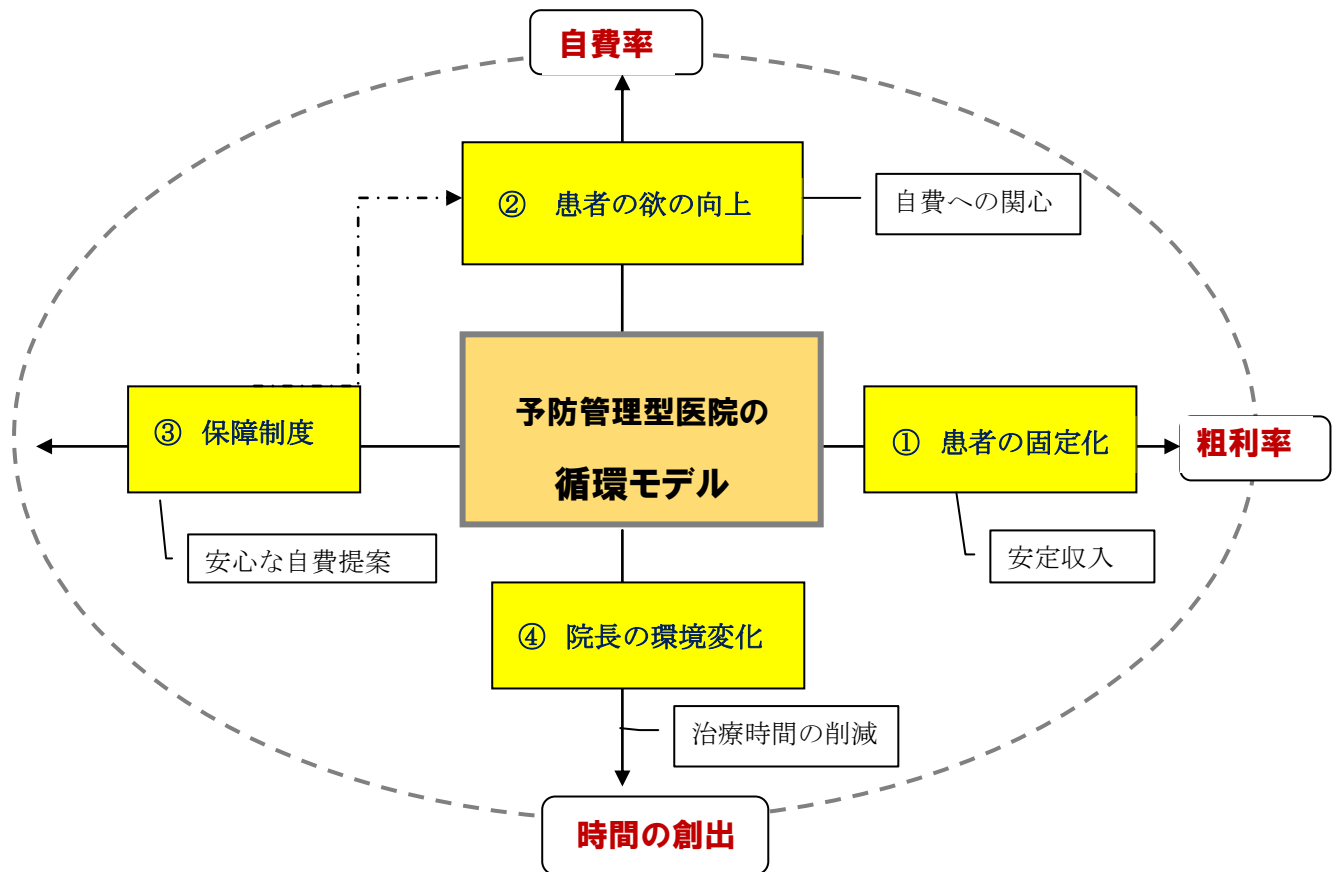 自費率
② 患者の欲の向上
自費への関心
予防管理型医院の
循環モデル
③ 保障制度
① 患者の固定化
粗利率
安心な自費提案
安定収入
④ 院長の環境変化
治療時間の削減
時間の創出